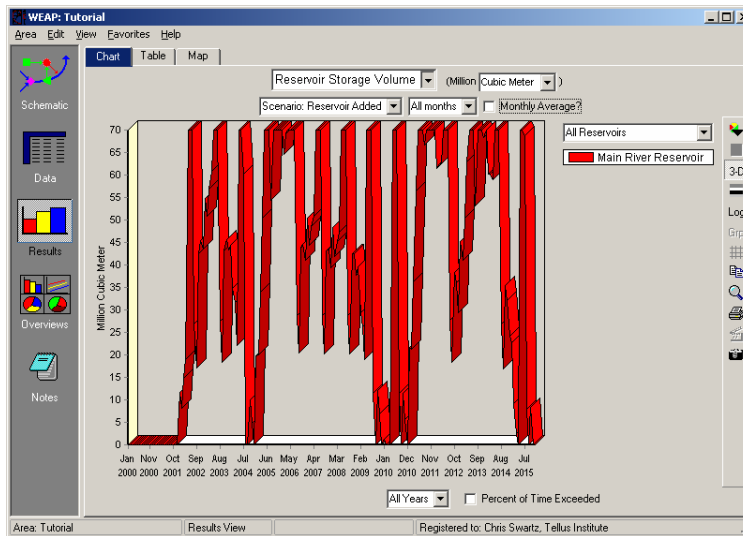 WEAP: Tutorial
Area Edit View Favorites Help
Chart Table Map
Schematic
Data
Results
Overviews
Notes
Reservoir Storage Volume (Million Cubic Meter )
Scenario: Reservoir Added All months Monthly Average?
All Reservoirs
Main River Reservoir
3-D
Log
Grp
Million Cubic Meter
70
65
60
55
50
45
40
35
30
25
20
15
10
5
0
Jan Nov Oct Sep Aug Jul Jun May Apr Mar Feb Jan Dec Nov Oct Sep Aug Jul
2000 2000 2001 2002 2003 2004 2005 2006 2007 2008 2009 2010 2010 2011 2012 2013 2014 2015
All Years Percent of Time Exceeded
Area: Tutorial Results View Registered to: Chris Swartz, Tellus Institute